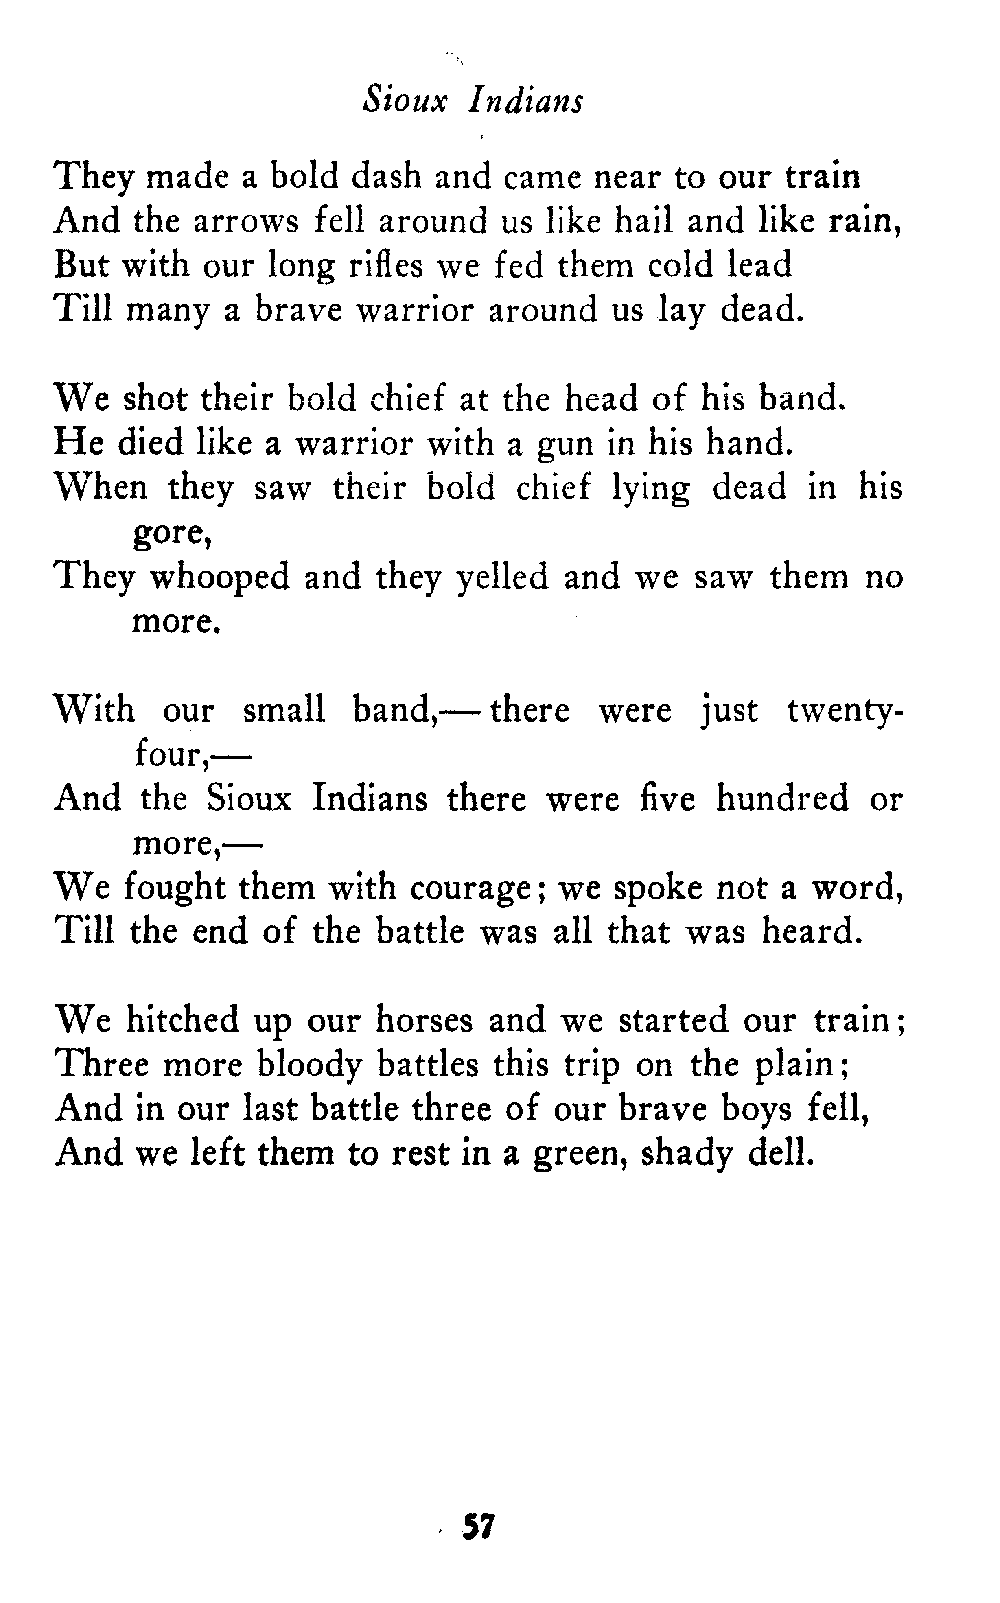 Sioux Indians
They made a bold dash and came near to our train
And the arrows fell around us like hail and like rain,
But with our long rifles we fed them cold lead
Till many a brave warrior around us lay dead.
We shot their bold chief at the head of his band.
He died like a warrior with a gun in his hand.
When they saw their bold chief lying dead in his
gore,
They whooped and they yelled and we saw them no
more.
With our small band,— there were just twenty-
four,—
And the Sioux Indians there were five hundred or
more,—
We fought them with courage; we spoke not a word,
Till the end of the battle was all that was heard.
We hitched up our horses and we started our train;
Three more bloody battles this trip on the plain;
And in our last battle three of our brave boys fell,
And we left them to rest in a green, shady dell.
57